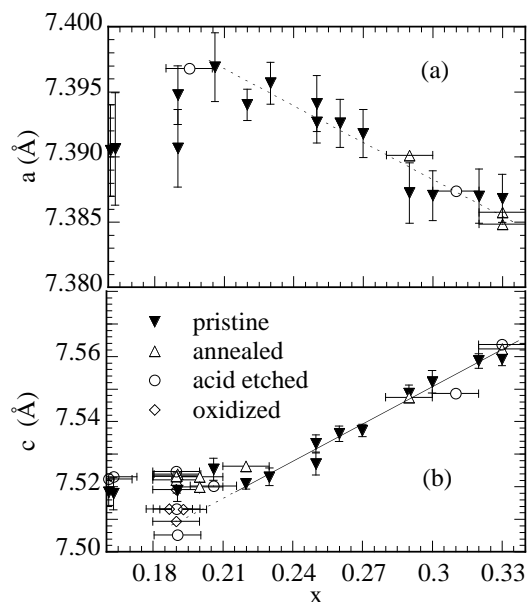 7.400
(a)
7.395
a (Å)
7.390
7.385
7.380
7.56
pristine
annealed
acid etched
oxidized
c (Å)
7.54
7.52
(b)
7.50
0.18 0.21 0.24 0.27 0.3 0.33
x